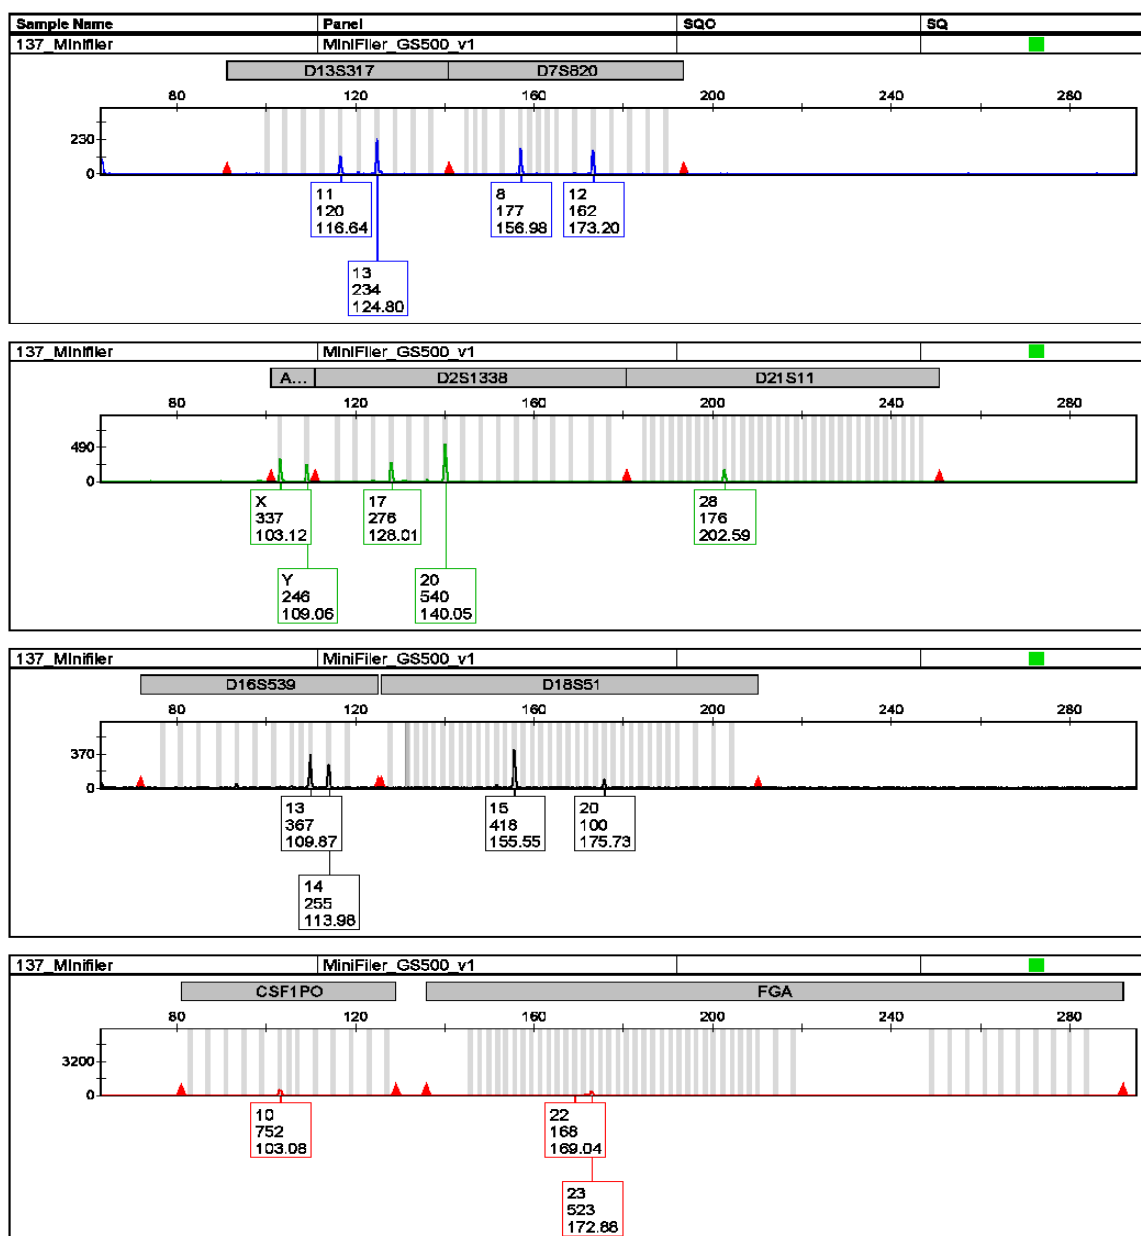 Sample Name Panel SQO SQ
137_Minifiler MiniFiler_GS500_v1
D13S317 D7S820
80 120 160 200 240 280
230
0
11 8 12
120 177 162
116.64 156.98 173.20
13
234
124.80
137_Minifiler MiniFiler_GS500_v1
A... D2S1338 D21S11
80 120 160 200 240 280
490
0
X 17 28
337 276 176
103.12 128.01 202.59
Y 20
246 540
109.06 140.05
137_Minifiler MiniFiler_GS500_v1
D16S539 D18S51
80 120 160 200 240 280
370
0
13 15 20
367 418 100
109.87 155.55 175.73
14
255
113.98
137_Minifiler MiniFiler_GS500_v1
CSF1PO FGA
80 120 160 200 240 280
3200
0
10 22
752 168
103.08 169.04
23
523
172.88